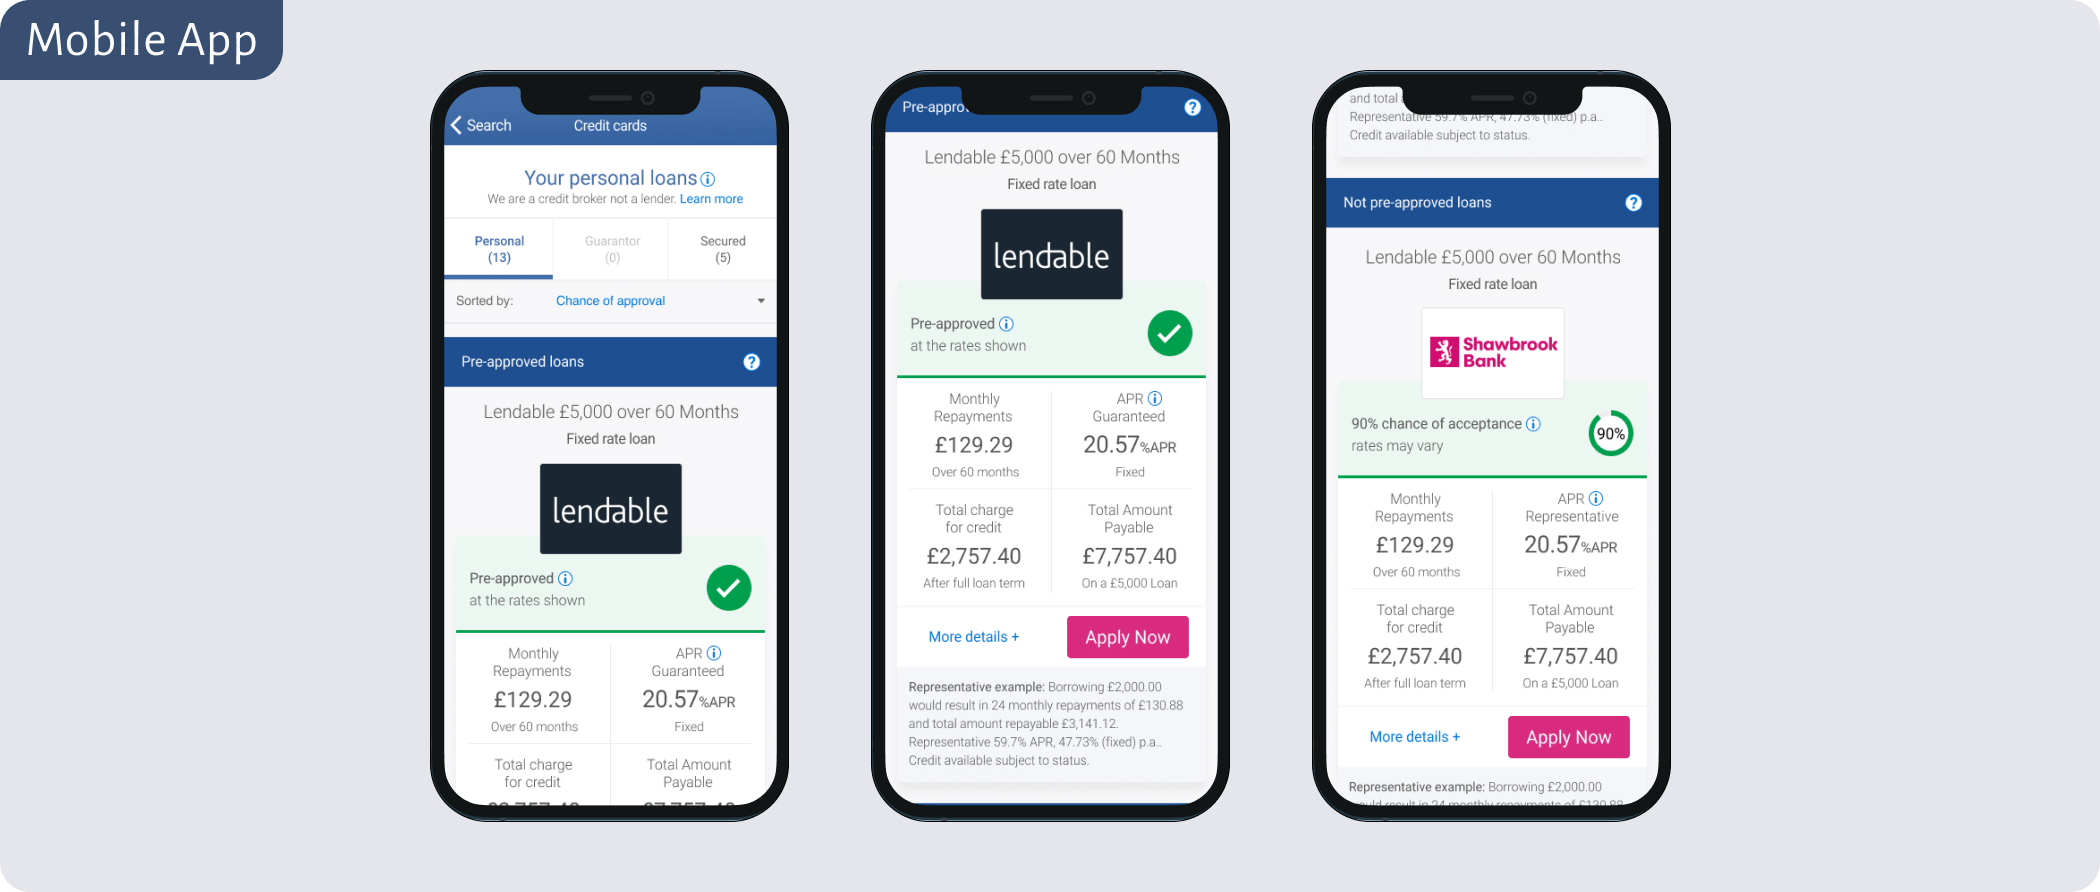 Mobile App
Search
Credit cards
Your personal loans
We are a credit broker not a lender. Learn more
Personal
(13)
Guarantor
(0)
Secured
(5)
Sorted by:
Chance of approval
Pre-approved loans
?
Lendable £5,000 over 60 Months
Fixed rate loan
lendable
Pre-approved
at the rates shown
Monthly
Repayments
£129.29
Over 60 months
APR
Guaranteed
20.57%APR
Fixed
Total charge
for credit
Total Amount
Payable
Pre-appro
?
Lendable £5,000 over 60 Months
Fixed rate loan
lendable
Pre-approved
at the rates shown
Monthly
Repayments
£129.29
Over 60 months
APR
Guaranteed
20.57%APR
Fixed
Total charge
for credit
£2,757.40
After full loan term
Total Amount
Payable
£7,757.40
On a £5,000 Loan
More details +
Apply Now
Representative example: Borrowing £2,000.00
would result in 24 monthly repayments of £130.88
and total amount repayable £3,141.12.
Representative 59.7% APR, 47.73% (fixed) p.a..
Credit available subject to status.
and total
Representative 59.7% APR, 47.73% (fixed) p.a..
Credit available subject to status.
Not pre-approved loans
?
Lendable £5,000 over 60 Months
Fixed rate loan
Shawbrook
Bank
90% chance of acceptance
rates may vary
90%
Monthly
Repayments
£129.29
Over 60 months
APR
Representative
20.57%APR
Fixed
Total charge
for credit
£2,757.40
After full loan term
Total Amount
Payable
£7,757.40
On a £5,000 Loan
More details +
Apply Now
Representative example: Borrowing £2,000.00
would result in 24 monthly repayments of £130.88